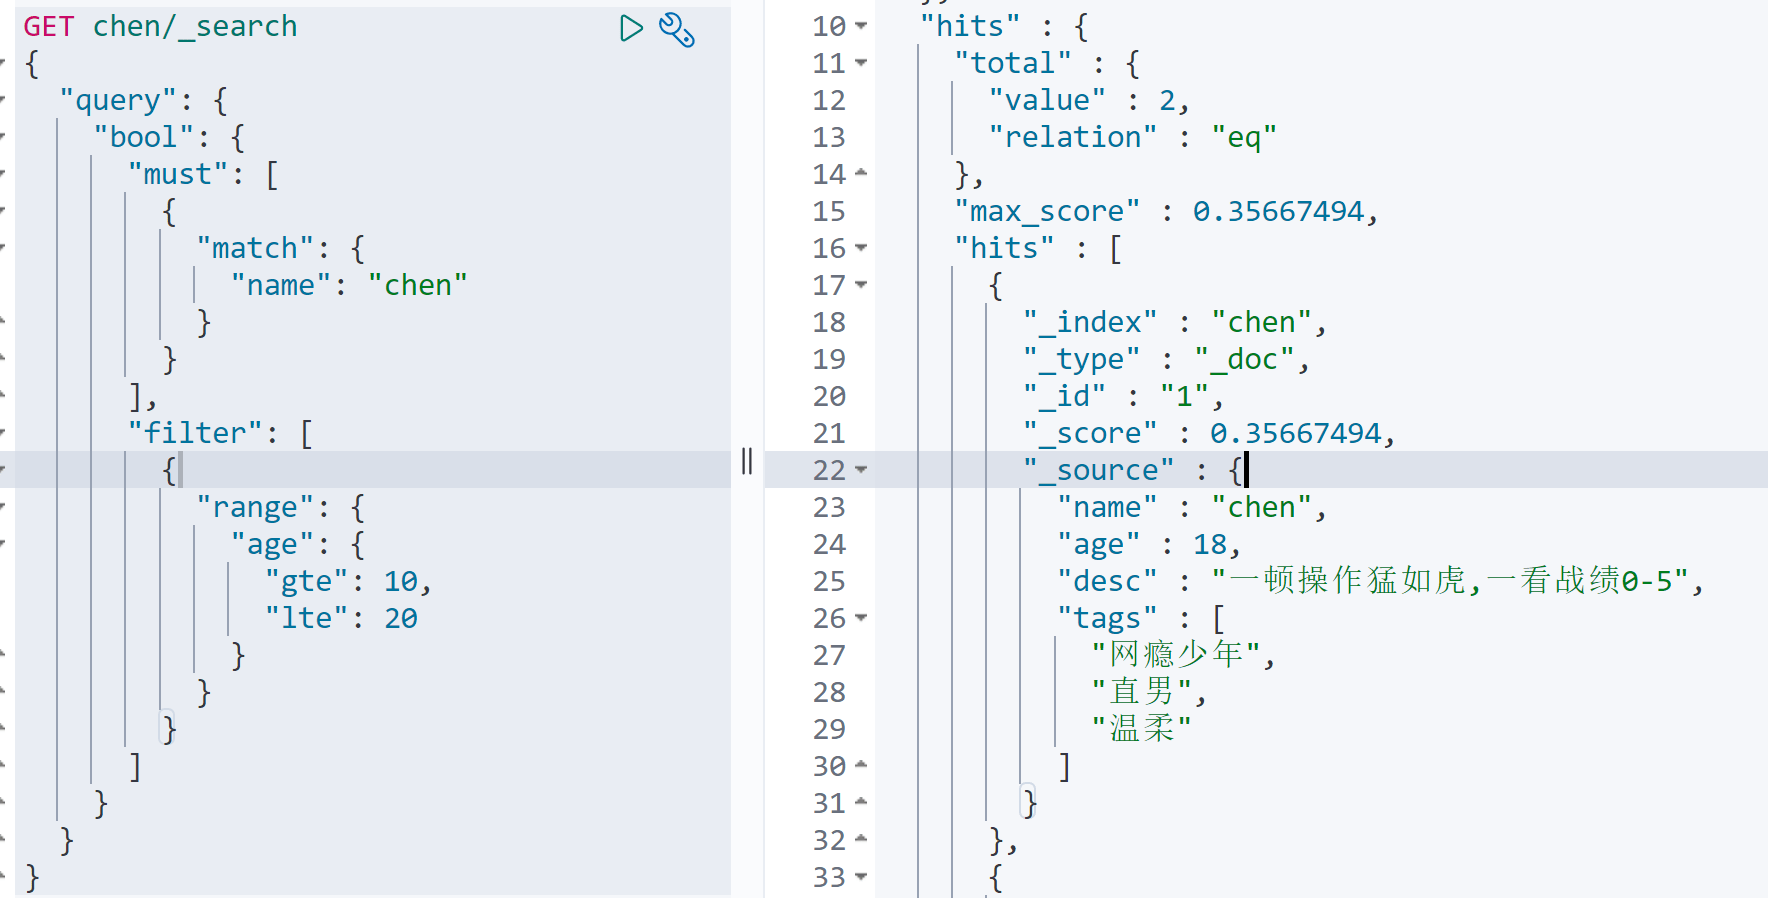 GET chen/_search
{
  "query": {
    "bool": {
      "must": [
        {
          "match": {
            "name": "chen"
          }
        }
      ],
      "filter": [
        {
          "range": {
            "age": {
              "gte": 10,
              "lte": 20
            }
          }
        }
      ]
    }
  }
}
10 "hits" : {
11 "total" : {
12 "value" : 2,
13 "relation" : "eq"
14 },
15 "max_score" : 0.35667494,
16 "hits" : [
17 {
18 "_index" : "chen",
19 "_type" : "_doc",
20 "_id" : "1",
21 "_score" : 0.35667494,
22 "_source" : {
23 "name" : "chen",
24 "age" : 18,
25 "desc" : "一顿操作猛如虎,一看战绩0-5",
26 "tags" : [
27 "网瘾少年",
28 "直男",
29 "温柔"
30 ]
31 }
32 },
33 {